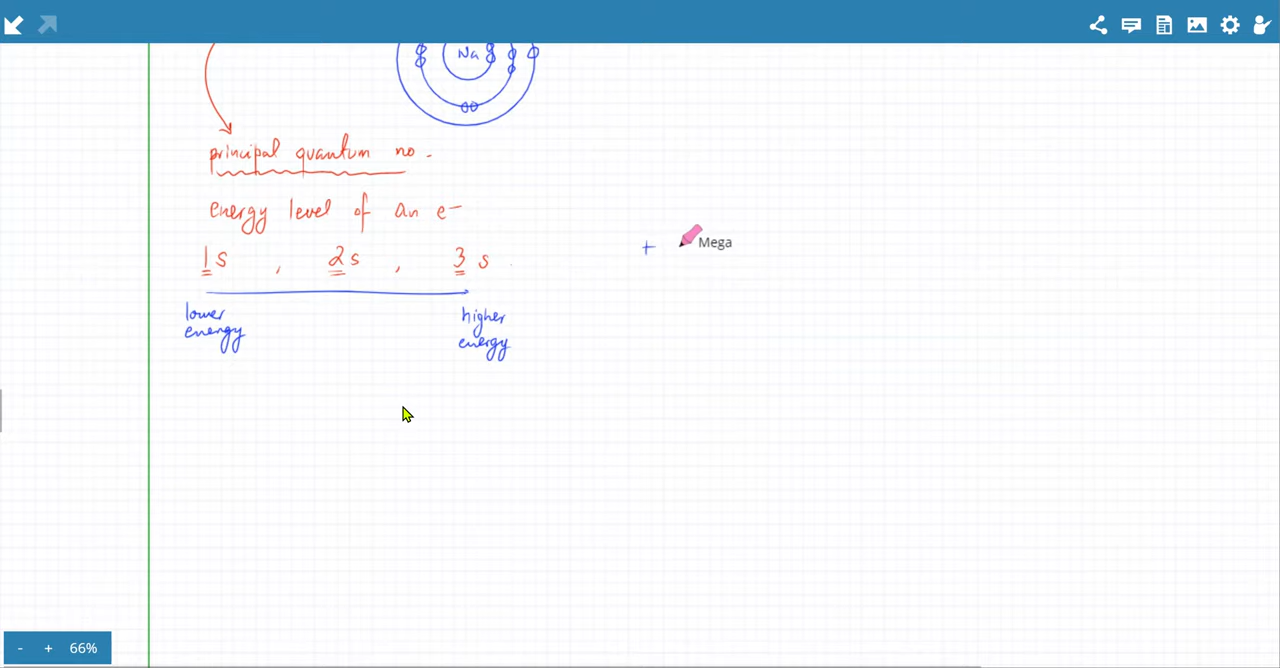 Na
principal quantum no.
energy level of an e-
1s , 2s , 3s
lower energy
higher energy
+
Mega
- + 66%